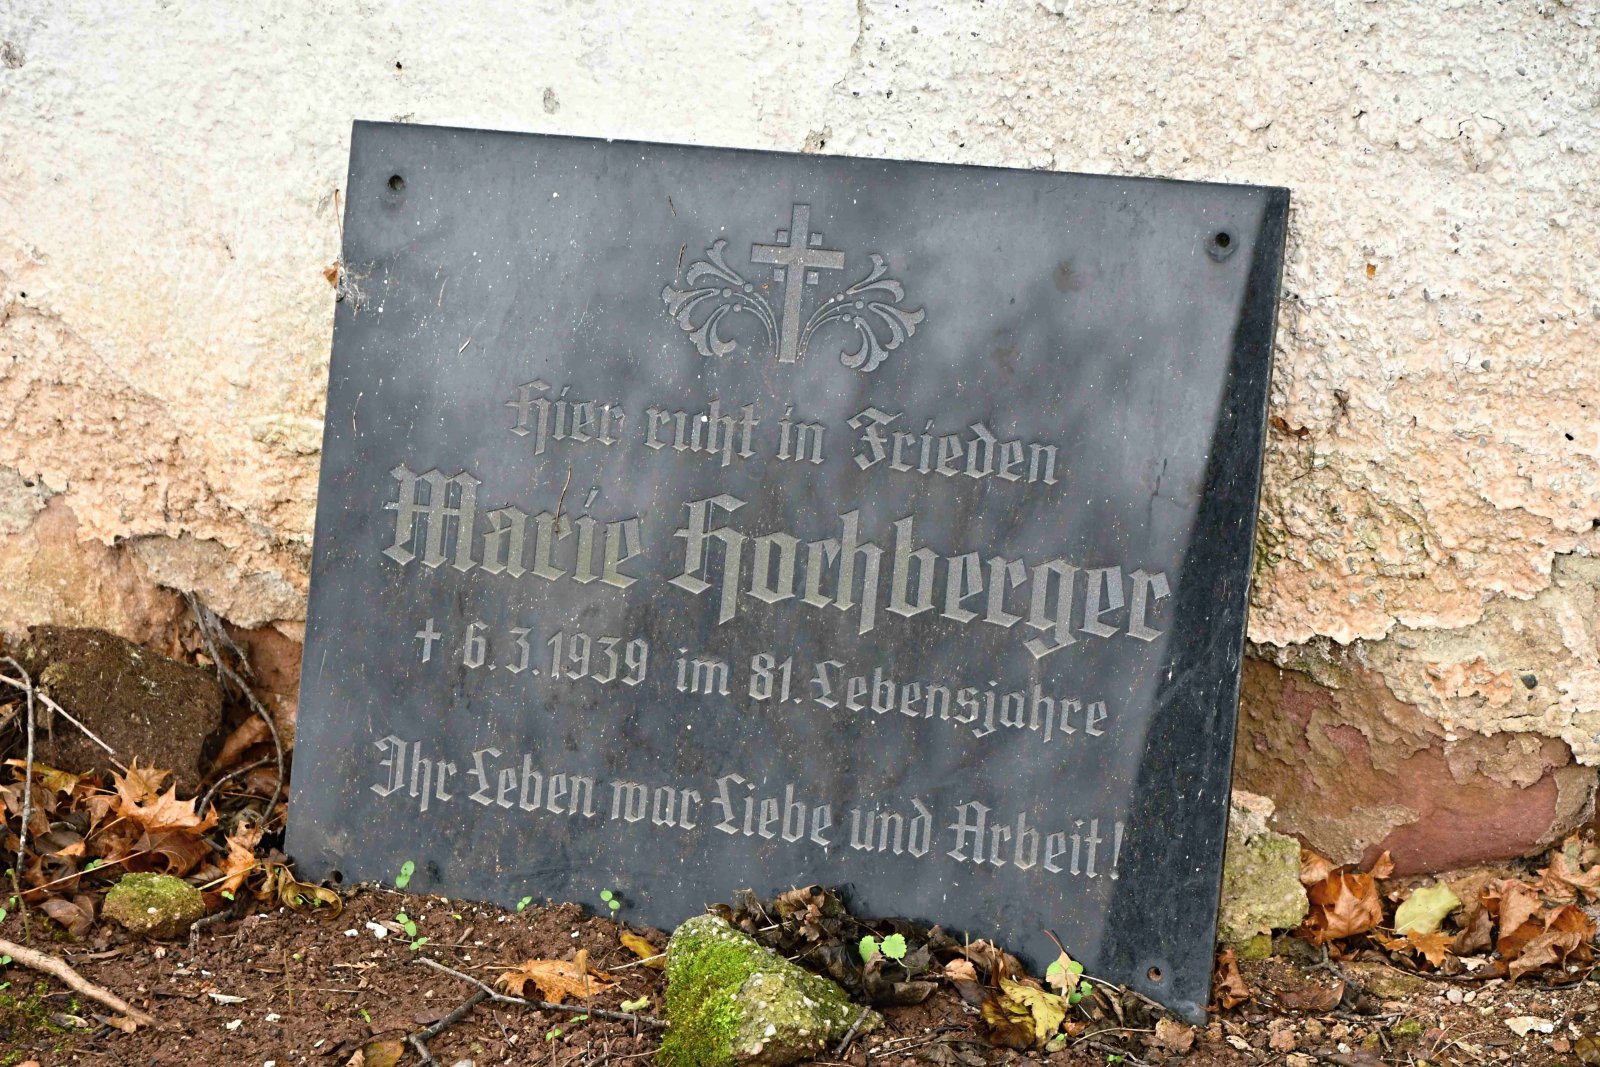 Hier ruht in Frieden
Marie Hochberger
† 6.3.1939 im 81. Lebensjahre
Ihr Leben war Liebe und Arbeit!